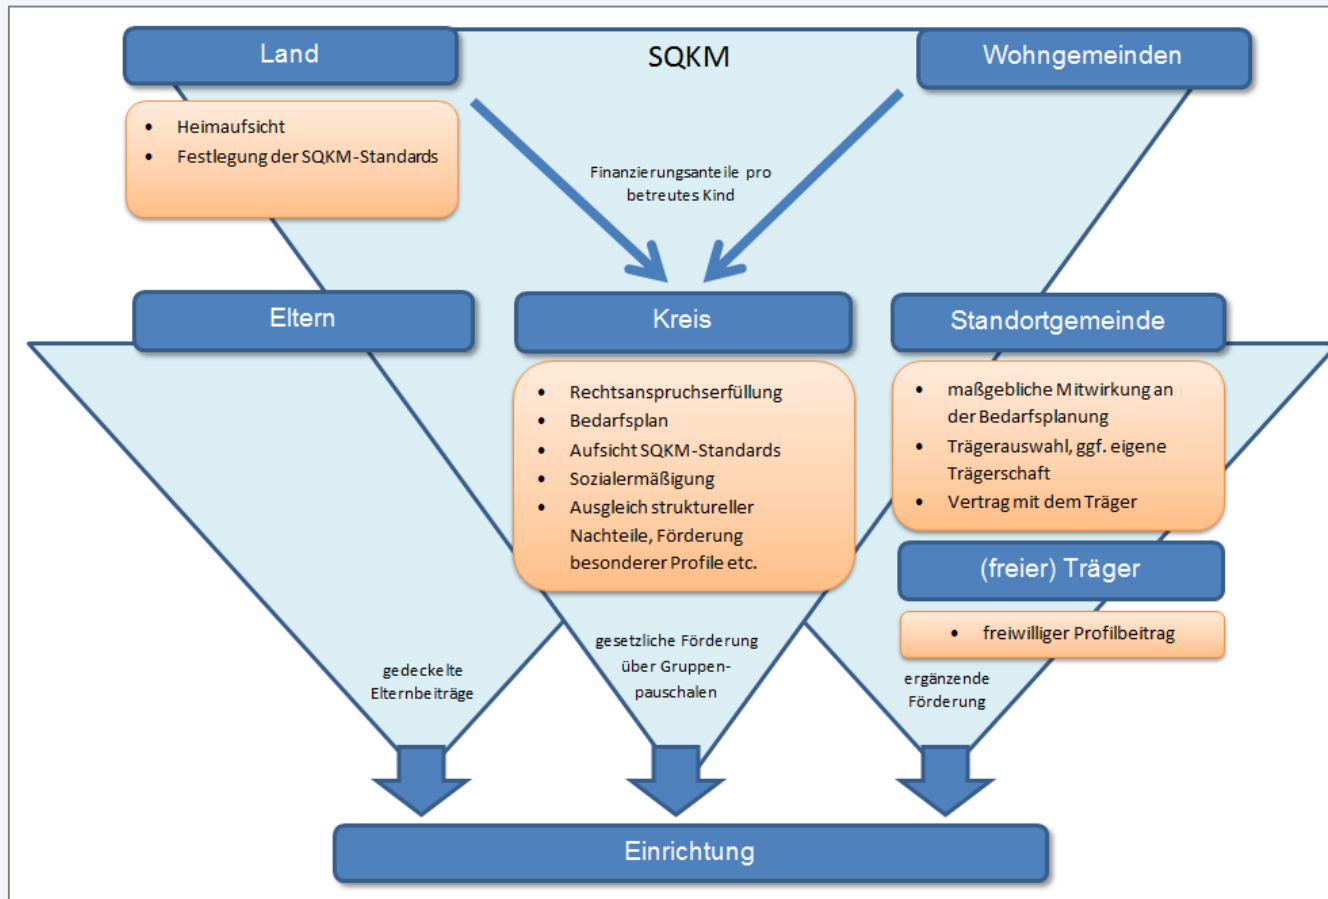 Land
SQKM
Wohngemeinden
• Heimaufsicht
• Festlegung der SQKM-Standards
Finanzierungsanteile pro
betreutes Kind
Eltern
Kreis
Standortgemeinde
• Rechtsanspruchserfüllung
• Bedarfsplan
• Aufsicht SQKM-Standards
• Sozialermäßigung
• Ausgleich struktureller
Nachteile, Förderung
besonderer Profile etc.
• maßgebliche Mitwirkung an
der Bedarfsplanung
• Trägerauswahl, ggf. eigene
Trägerschaft
• Vertrag mit dem Träger
(freier) Träger
• freiwilliger Profilbeitrag
gedeckelte
Elternbeiträge
gesetzliche Förderung
über Gruppen-
pauschalen
ergänzende
Förderung
Einrichtung